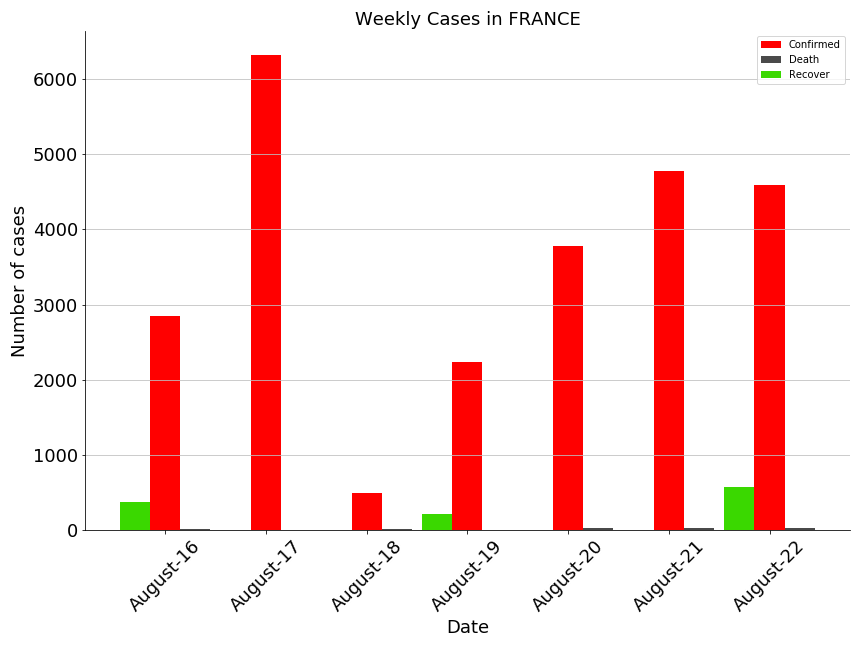 Weekly Cases in FRANCE
Confirmed
Death
Recover
Number of cases
6000
5000
4000
3000
2000
1000
0
August-16
August-17
August-18
August-19
August-20
August-21
August-22
Date